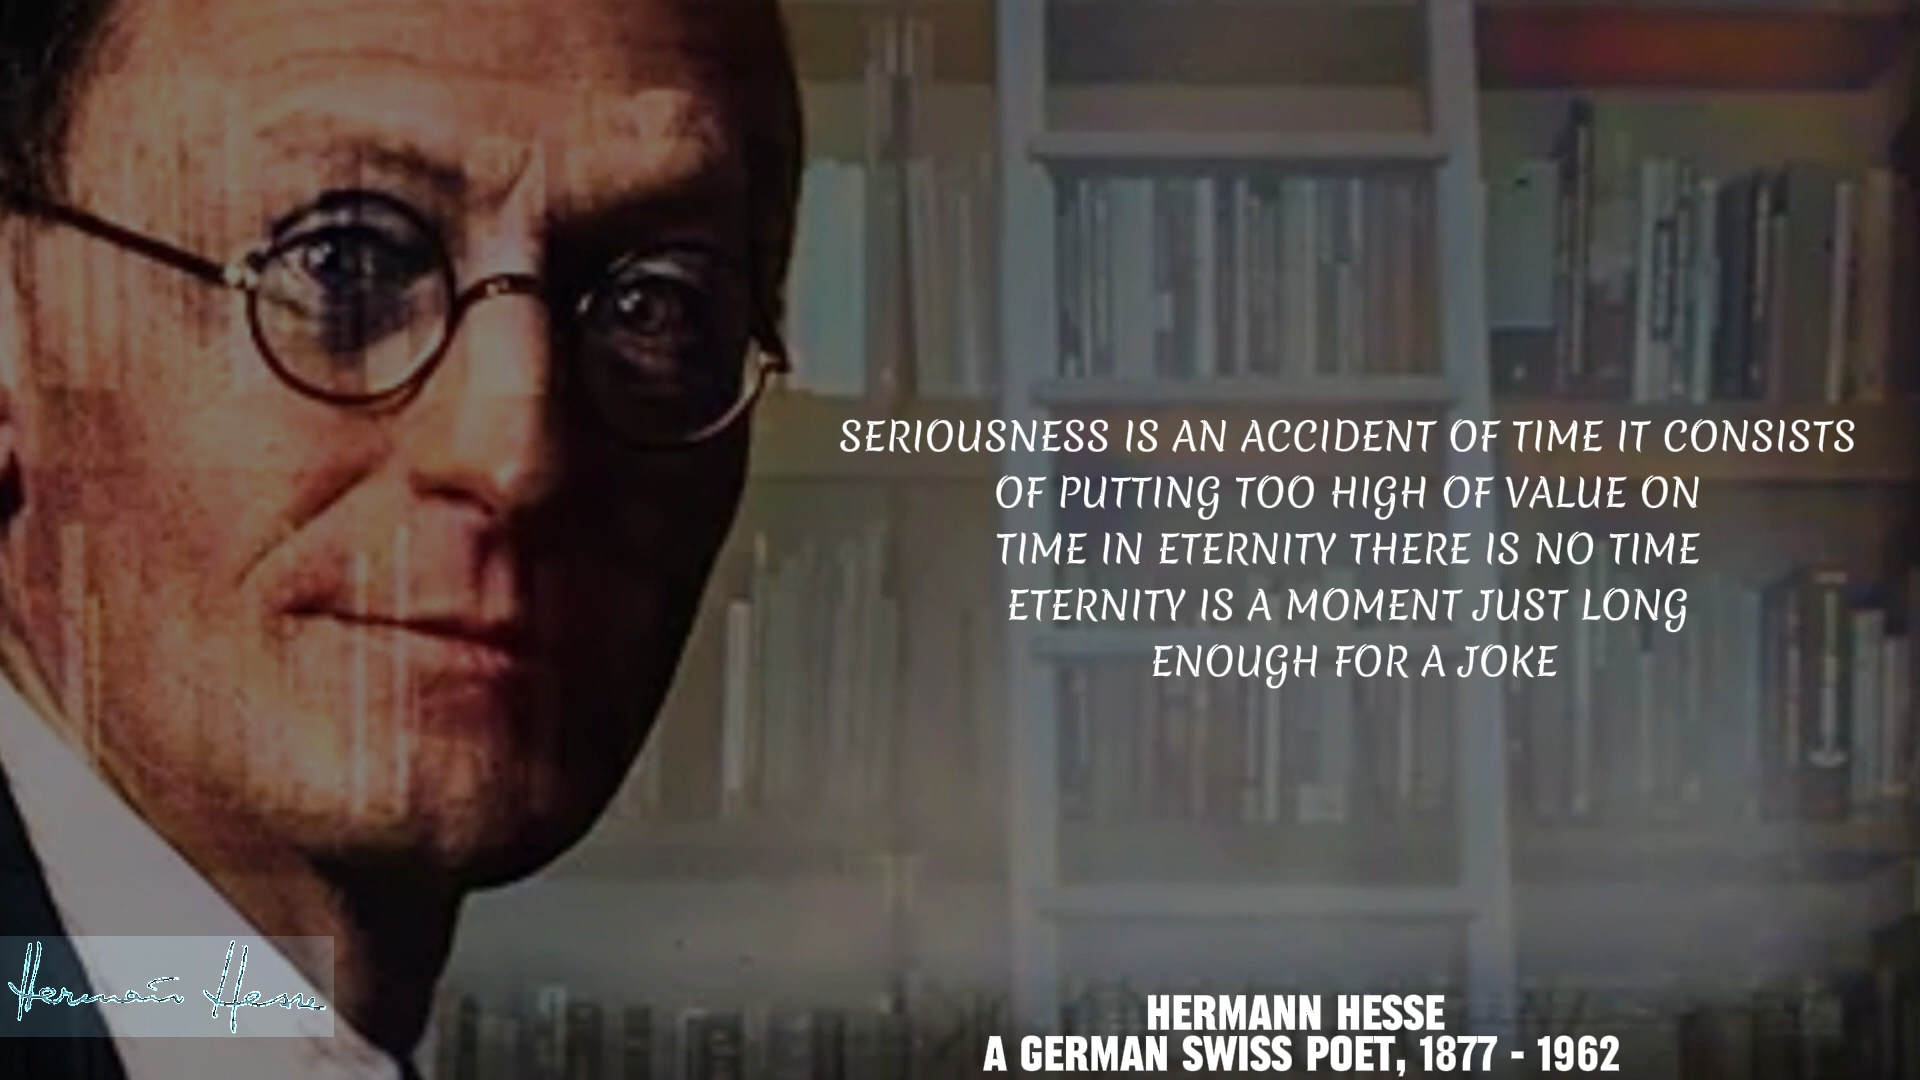 SERIOUSNESS IS AN ACCIDENT OF TIME IT CONSISTS
OF PUTTING TOO HIGH OF VALUE ON
TIME IN ETERNITY THERE IS NO TIME
ETERNITY IS A MOMENT JUST LONG
ENOUGH FOR A JOKE
Hermann Hesse
HERMANN HESSE
A GERMAN SWISS POET, 1877 - 1962